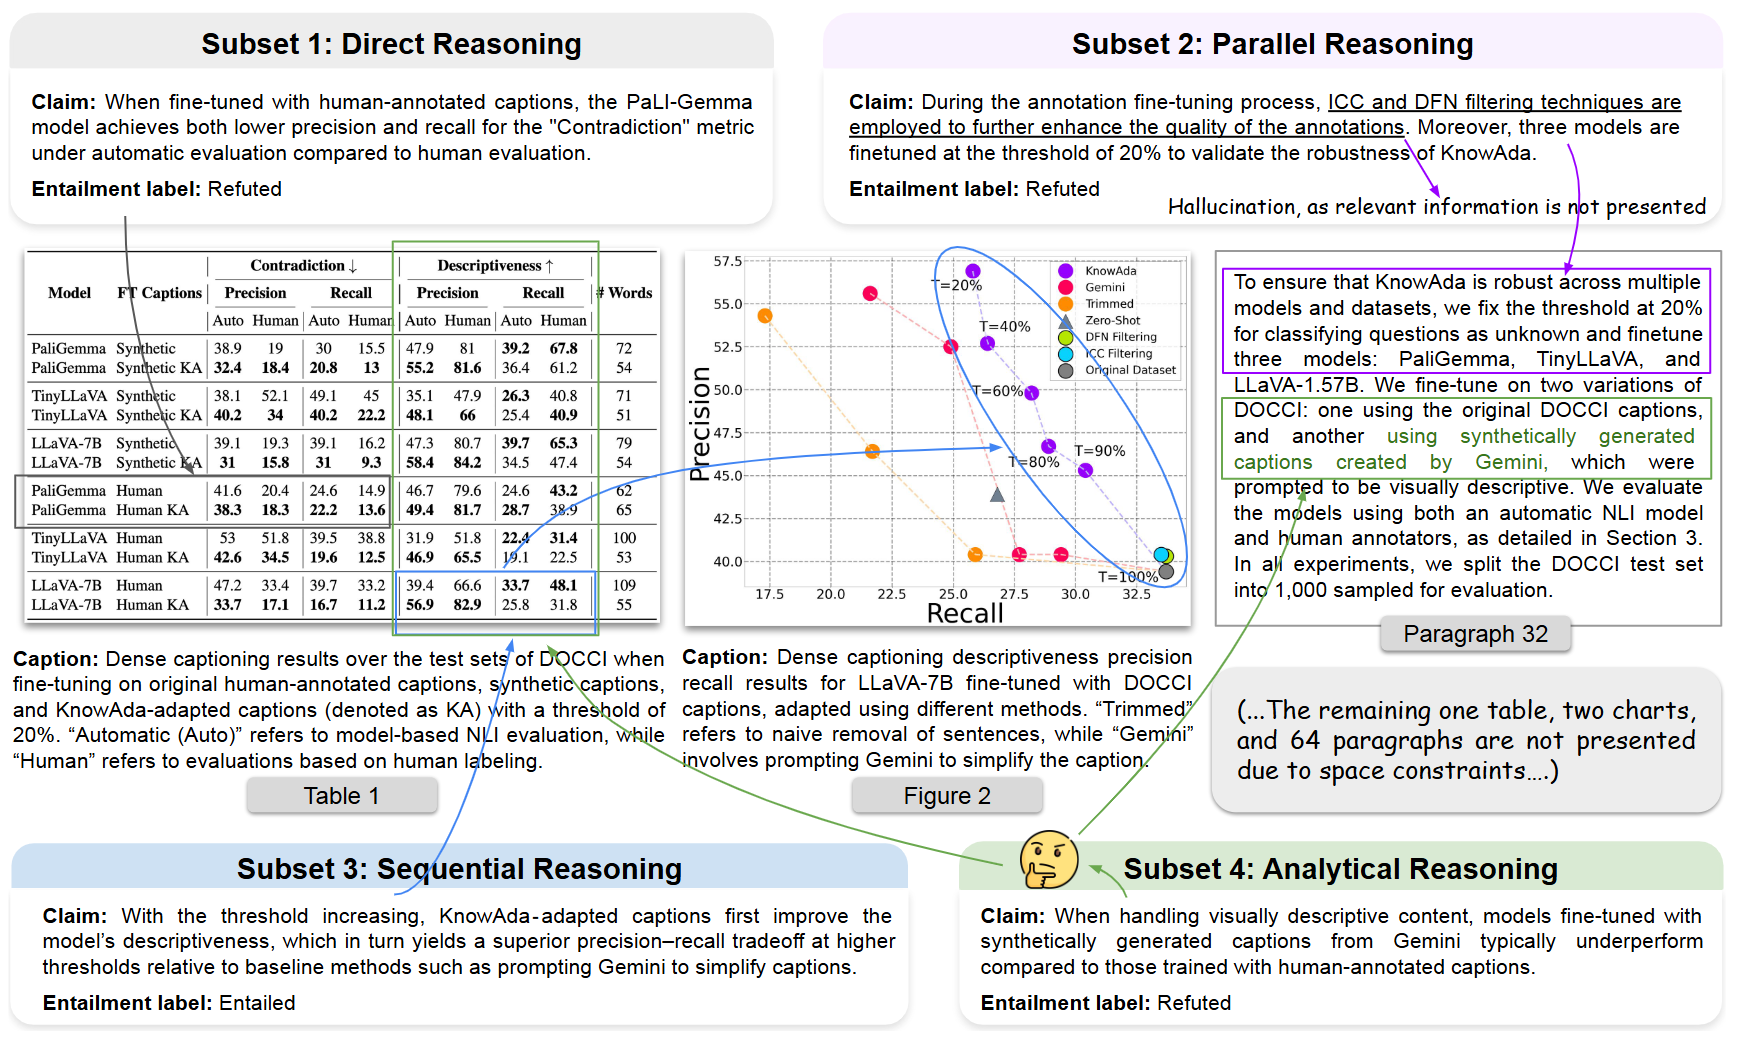 Subset 1: Direct Reasoning
Claim: When fine-tuned with human-annotated captions, the PaLI-Gemma
model achieves both lower precision and recall for the "Contradiction" metric
under automatic evaluation compared to human evaluation.
Entailment label: Refuted
Subset 2: Parallel Reasoning
Claim: During the annotation fine-tuning process, ICC and DFN filtering techniques are
employed to further enhance the quality of the annotations. Moreover, three models are
finetuned at the threshold of 20% to validate the robustness of KnowAda.
Entailment label: Refuted
Hallucination, as relevant information is not presented
Contradiction ↓ Descriptiveness ↑
Model FT Captions Precision Recall Precision Recall # Words
Auto Human Auto Human Auto Human Auto Human
PaliGemma Synthetic 38.9 19 30 15.5 47.9 81 39.2 67.8 72
PaliGemma Synthetic KA 32.4 18.4 20.8 13 55.2 81.6 36.4 61.2 54
TinyLLaVA Synthetic 38.1 52.1 49.1 45 35.1 47.9 26.3 40.8 71
TinyLLaVA Synthetic KA 40.2 34 40.2 22.2 48.1 66 25.4 40.9 51
LLaVA-7B Synthetic 39.1 19.3 39.1 16.2 47.3 80.7 39.7 65.3 79
LLaVA-7B Synthetic KA 31 15.8 31 9.3 58.4 84.2 34.5 47.4 54
PaliGemma Human 41.6 20.4 24.6 14.9 46.7 79.6 24.6 43.2 62
PaliGemma Human KA 38.3 18.3 22.2 13.6 49.4 81.7 28.7 38.9 65
TinyLLaVA Human 53 51.8 39.5 38.8 31.9 51.8 22.4 31.4 100
TinyLLaVA Human KA 42.6 34.5 19.6 12.5 46.9 65.5 19.1 22.5 53
LLaVA-7B Human 47.2 33.4 39.7 33.2 39.4 66.6 33.7 48.1 109
LLaVA-7B Human KA 33.7 17.1 16.7 11.2 56.9 82.9 25.8 31.8 55
Caption: Dense captioning results over the test sets of DOCCI when
fine-tuning on original human-annotated captions, synthetic captions,
and KnowAda-adapted captions (denoted as KA) with a threshold of
20%. “Automatic (Auto)” refers to model-based NLI evaluation, while
“Human” refers to evaluations based on human labeling.
Table 1
57.5
55.0
52.5
50.0
47.5
45.0
42.5
40.0
Precision
17.5 20.0 22.5 25.0 27.5 30.0 32.5
Recall
T=20%
T=40%
T=60%
T=80%
T=90%
T=100%
KnowAda
Gemini
Trimmed
Zero-Shot
DFN Filtering
ICC Filtering
Original Dataset
Caption: Dense captioning descriptiveness precision
recall results for LLaVA-7B fine-tuned with DOCCI
captions, adapted using different methods. “Trimmed”
refers to naive removal of sentences, while “Gemini”
involves prompting Gemini to simplify the caption.
Figure 2
To ensure that KnowAda is robust across multiple
models and datasets, we fix the threshold at 20%
for classifying questions as unknown and finetune
three models: PaliGemma, TinyLLaVA, and
LLaVA-1.57B. We fine-tune on two variations of
DOCCI: one using the original DOCCI captions,
and another using synthetically generated
captions created by Gemini, which were
prompted to be visually descriptive. We evaluate
the models using both an automatic NLI model
and human annotators, as detailed in Section 3.
In all experiments, we split the DOCCI test set
into 1,000 sampled for evaluation.
Paragraph 32
(...The remaining one table, two charts,
and 64 paragraphs are not presented
due to space constraints....)
Subset 3: Sequential Reasoning
Claim: With the threshold increasing, KnowAda-adapted captions first improve the
model’s descriptiveness, which in turn yields a superior precision–recall tradeoff at higher
thresholds relative to baseline methods such as prompting Gemini to simplify captions.
Entailment label: Entailed
Subset 4: Analytical Reasoning
Claim: When handling visually descriptive content, models fine-tuned with
synthetically generated captions from Gemini typically underperform
compared to those trained with human-annotated captions.
Entailment label: Refuted